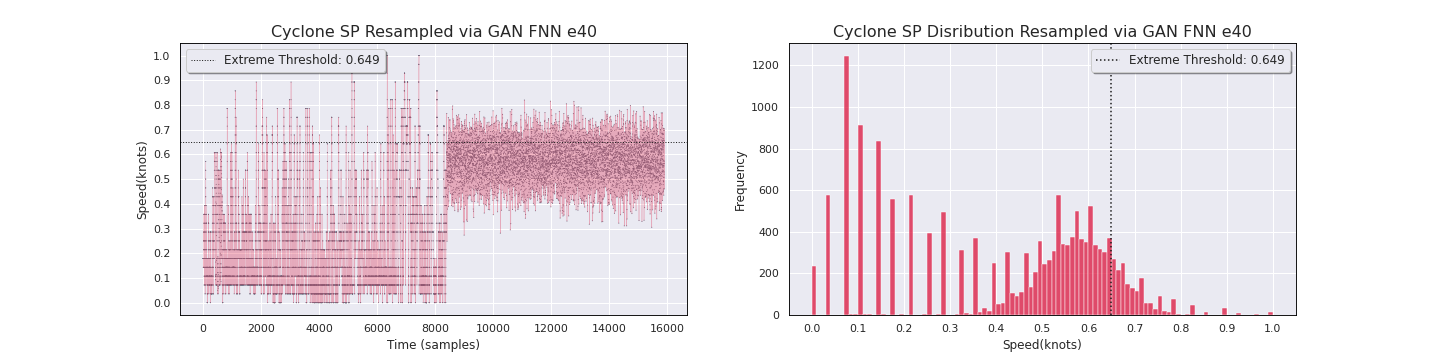 Cyclone SP Resampled via GAN FNN e40
Extreme Threshold: 0.649
1.0
0.9
0.8
0.7
0.6
0.5
0.4
0.3
0.2
0.1
0.0
Speed(knots)
0 2000 4000 6000 8000 10000 12000 14000 16000
Time (samples)
Cyclone SP Disribution Resampled via GAN FNN e40
Extreme Threshold: 0.649
1200
1000
800
600
400
200
0
Frequency
0.0 0.1 0.2 0.3 0.4 0.5 0.6 0.7 0.8 0.9 1.0
Speed(knots)